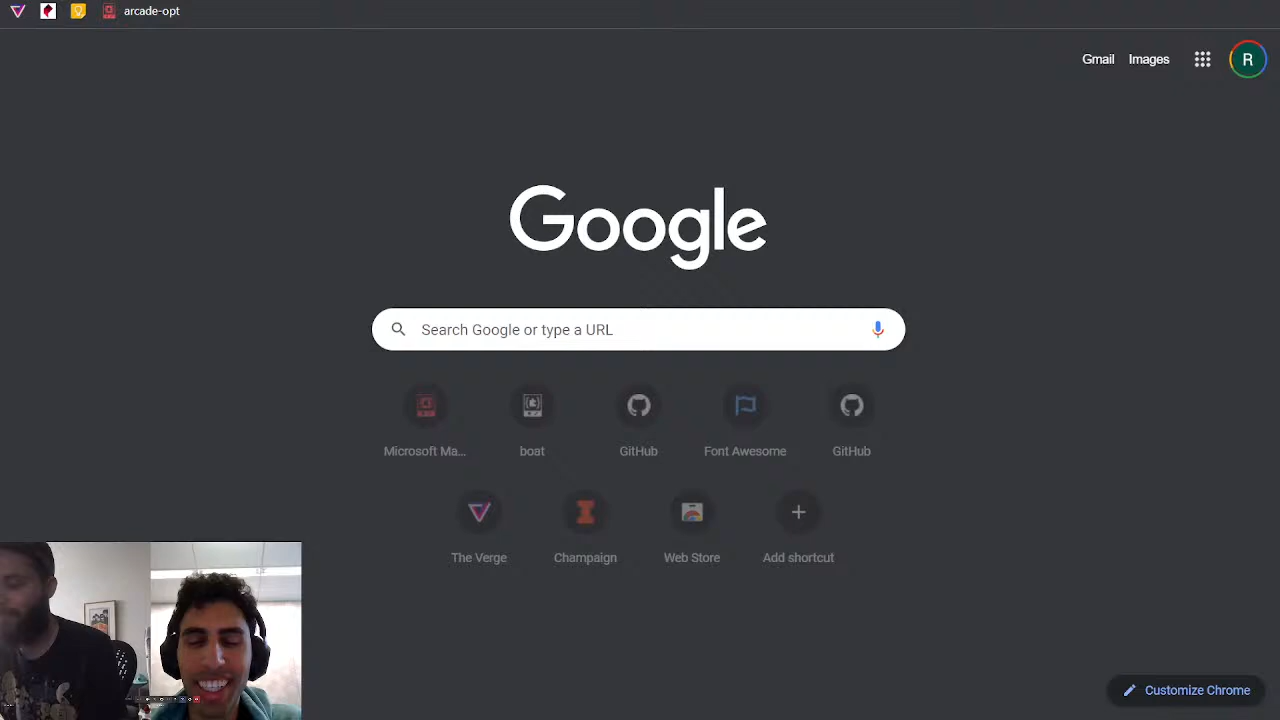 arcade-opt
Gmail Images
R
Google
Search Google or type a URL
Microsoft Ma... boat GitHub Font Awesome GitHub
The Verge Champaign Web Store Add shortcut
Customize Chrome